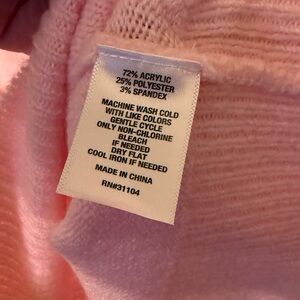 72% ACRYLIC
25% POLYESTER
3% SPANDEX
MACHINE WASH COLD
WITH LIKE COLORS
GENTLE CYCLE
ONLY NON-CHLORINE
BLEACH
IF NEEDED
DRY FLAT
COOL IRON IF NEEDED
MADE IN CHINA
RN#31104